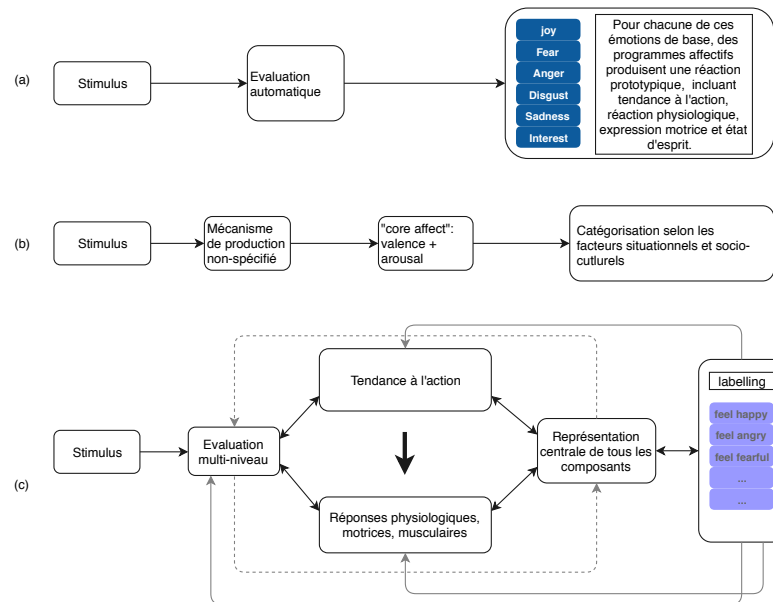 (a)
Stimulus
Evaluation
automatique
joy
Fear
Anger
Disgust
Sadness
Interest
Pour chacune de ces
émotions de base, des
programmes affectifs
produisent une réaction
prototypique, incluant
tendance à l'action,
réaction physiologique,
expression motrice et état
d'esprit.
(b)
Stimulus
Mécanisme
de production
non-spécifié
"core affect":
valence +
arousal
Catégorisation selon les
facteurs situationnels et socio-
cutlurels
(c)
Stimulus
Evaluation
multi-niveau
Tendance à l'action
Réponses physiologiques,
motrices, musculaires
Représentation
centrale de tous les
composants
labelling
feel happy
feel angry
feel fearful
...
...